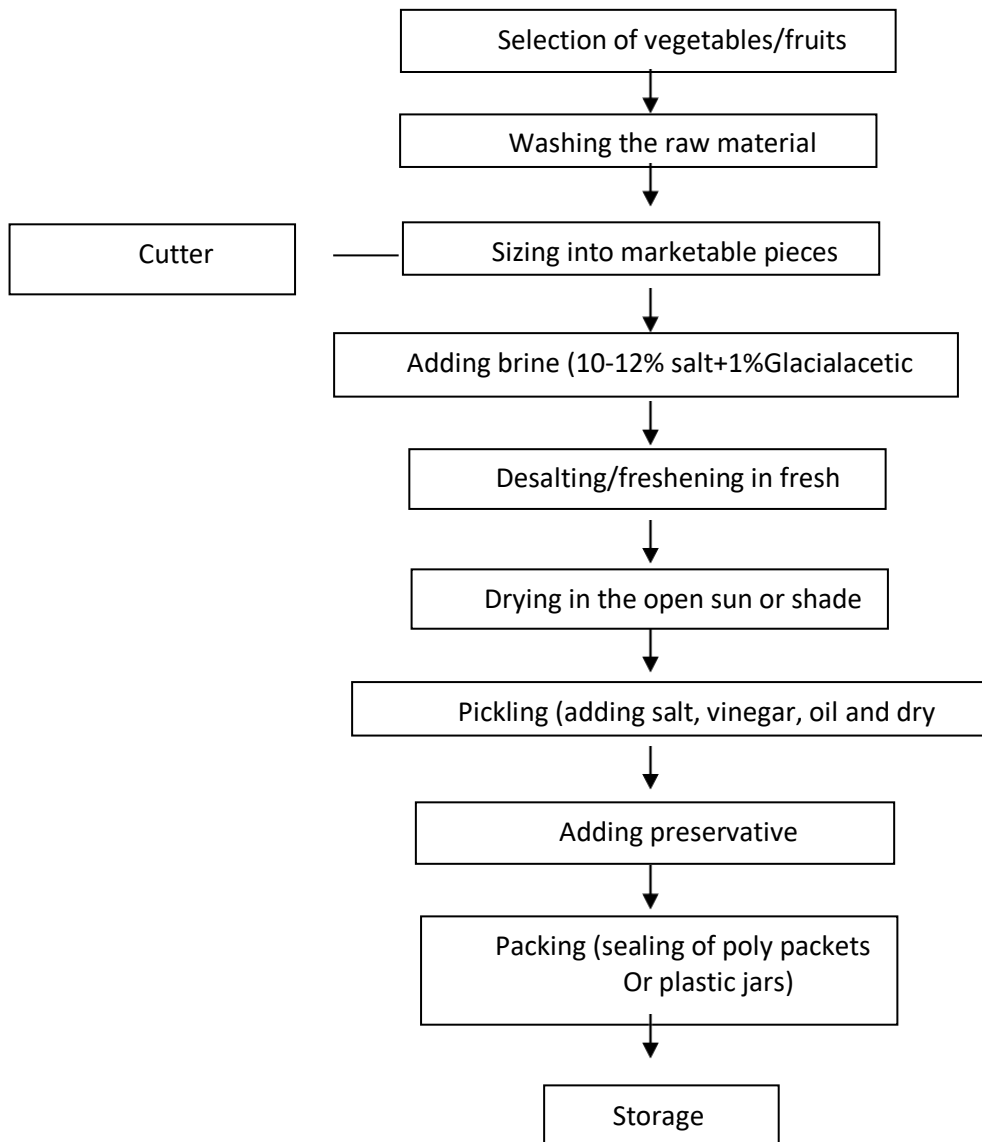 Selection of vegetables/fruits
Washing the raw material
Cutter
Sizing into marketable pieces
Adding brine (10-12% salt+1%Glacialacetic
Desalting/freshening in fresh
Drying in the open sun or shade
Pickling (adding salt, vinegar, oil and dry
Adding preservative
Packing (sealing of poly packets
Or plastic jars)
Storage